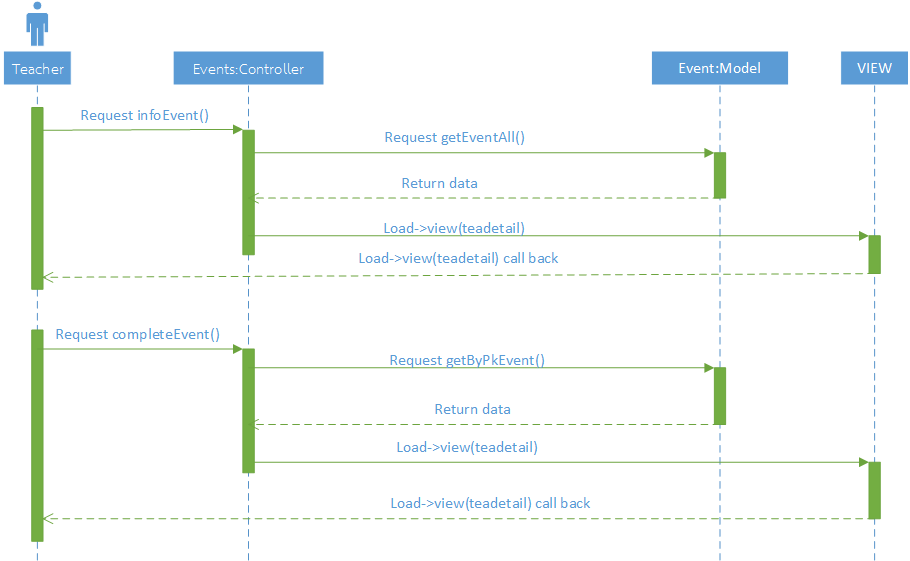 Teacher
Events:Controller
Event:Model
VIEW
Request infoEvent()
Request getEventAll()
Return data
Load->view(teadetail)
Load->view(teadetail) call back
Request completeEvent()
Request getByPkEvent()
Return data
Load->view(teadetail)
Load->view(teadetail) call back